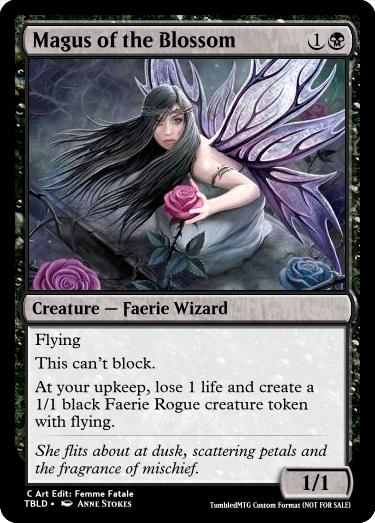 Magus of the Blossom 1
Creature — Faerie Wizard
Flying
This can't block.
At your upkeep, lose 1 life and create a
1/1 black Faerie Rogue creature token
with flying.
She flits about at dusk, scattering petals and
the fragrance of mischief.
1/1
C Art Edit: Femme Fatale
TBLD • Anne Stokes
TumbledMTG Custom Format (NOT FOR SALE)